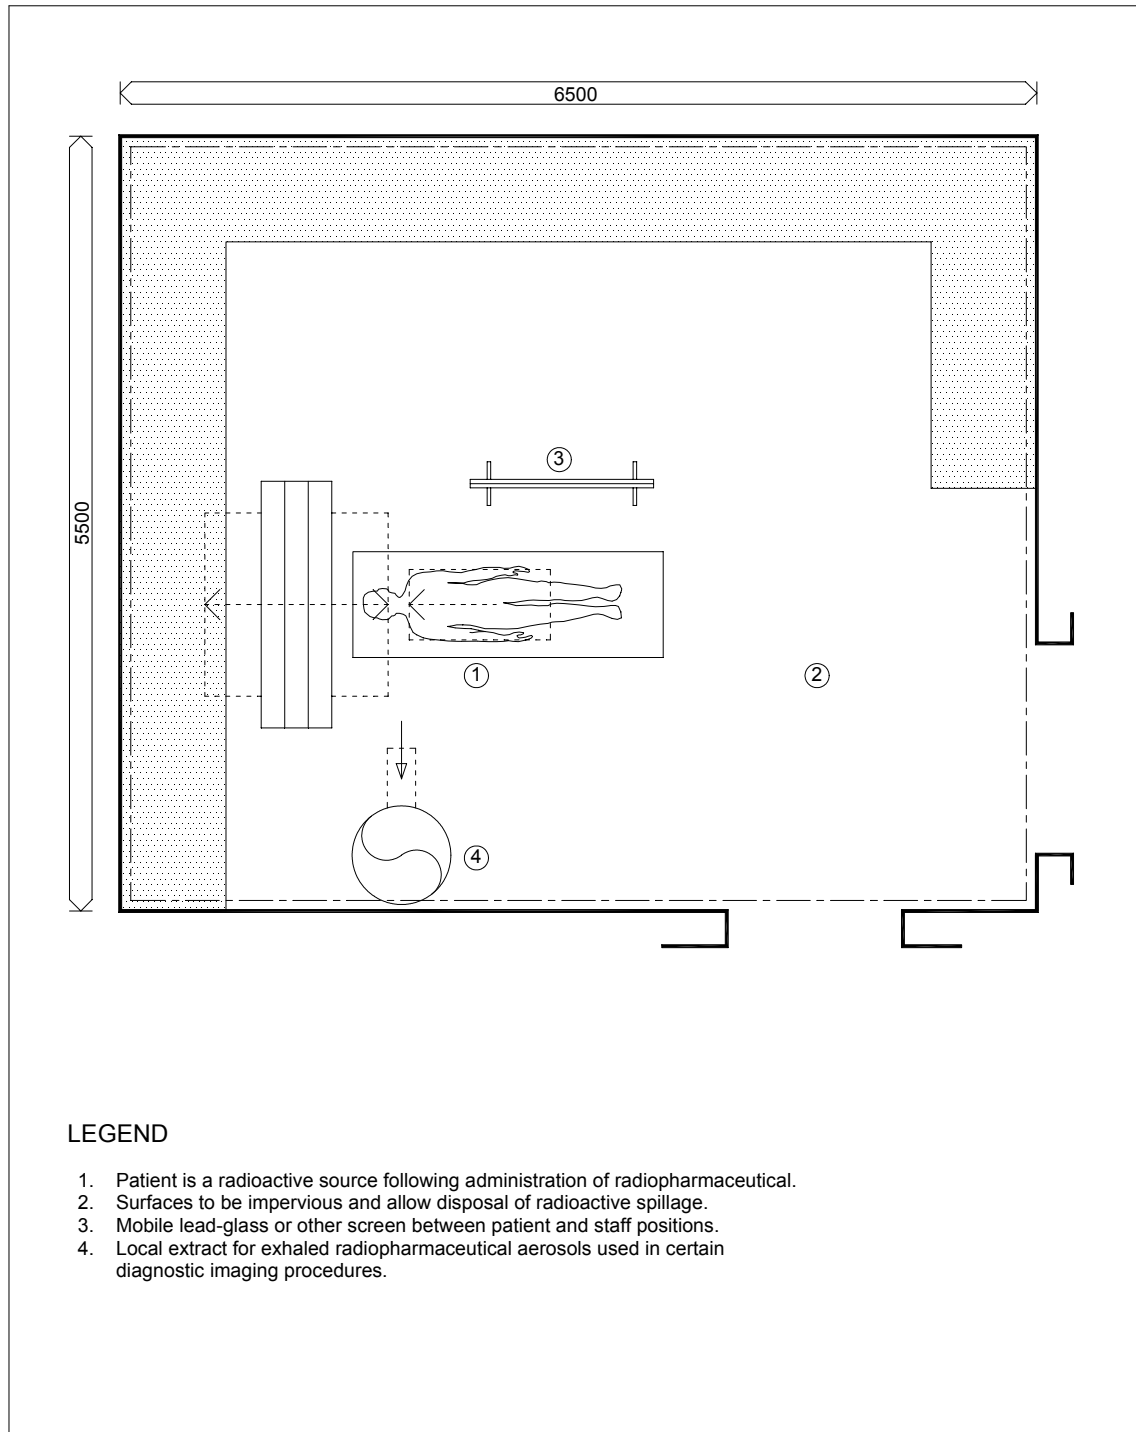 6500
5500
3
1
2
4
LEGEND
1. Patient is a radioactive source following administration of radiopharmaceutical.
2. Surfaces to be impervious and allow disposal of radioactive spillage.
3. Mobile lead-glass or other screen between patient and staff positions.
4. Local extract for exhaled radiopharmaceutical aerosols used in certain
diagnostic imaging procedures.